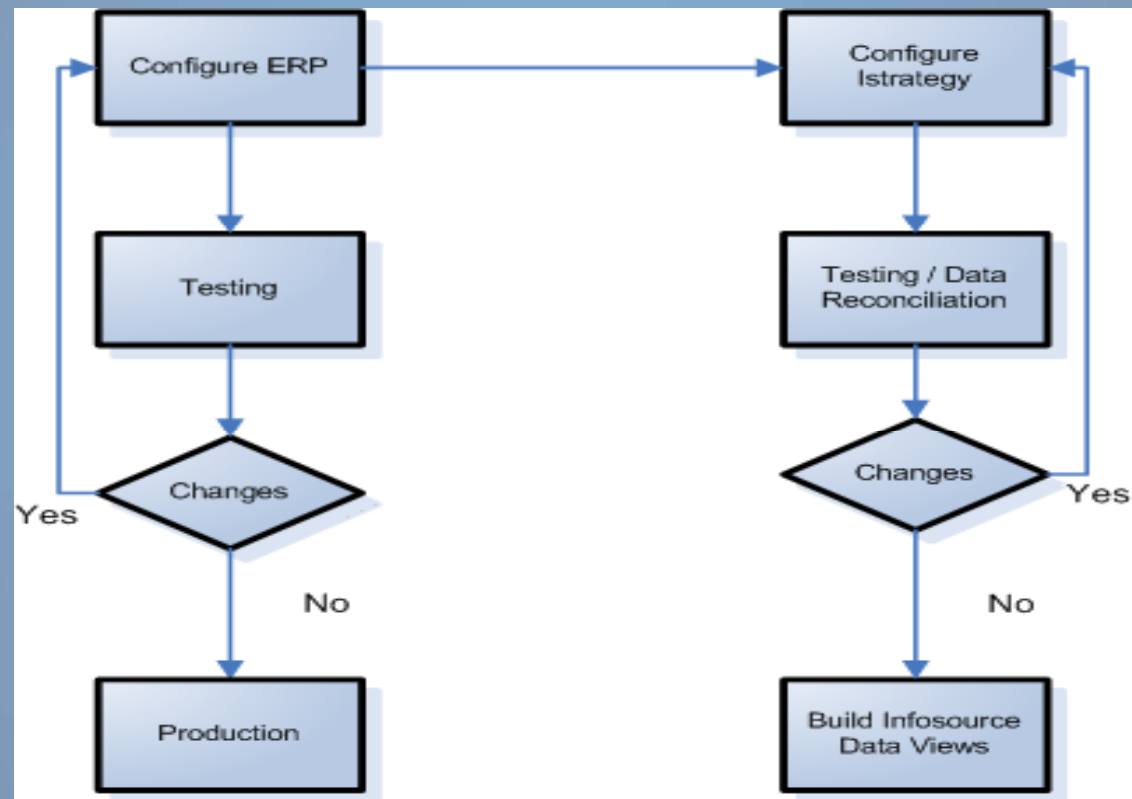 Configure ERP
Configure
Istrategy
Testing
Testing / Data
Reconciliation
Changes
Changes
Yes
Yes
No
No
Production
Build Infosource
Data Views